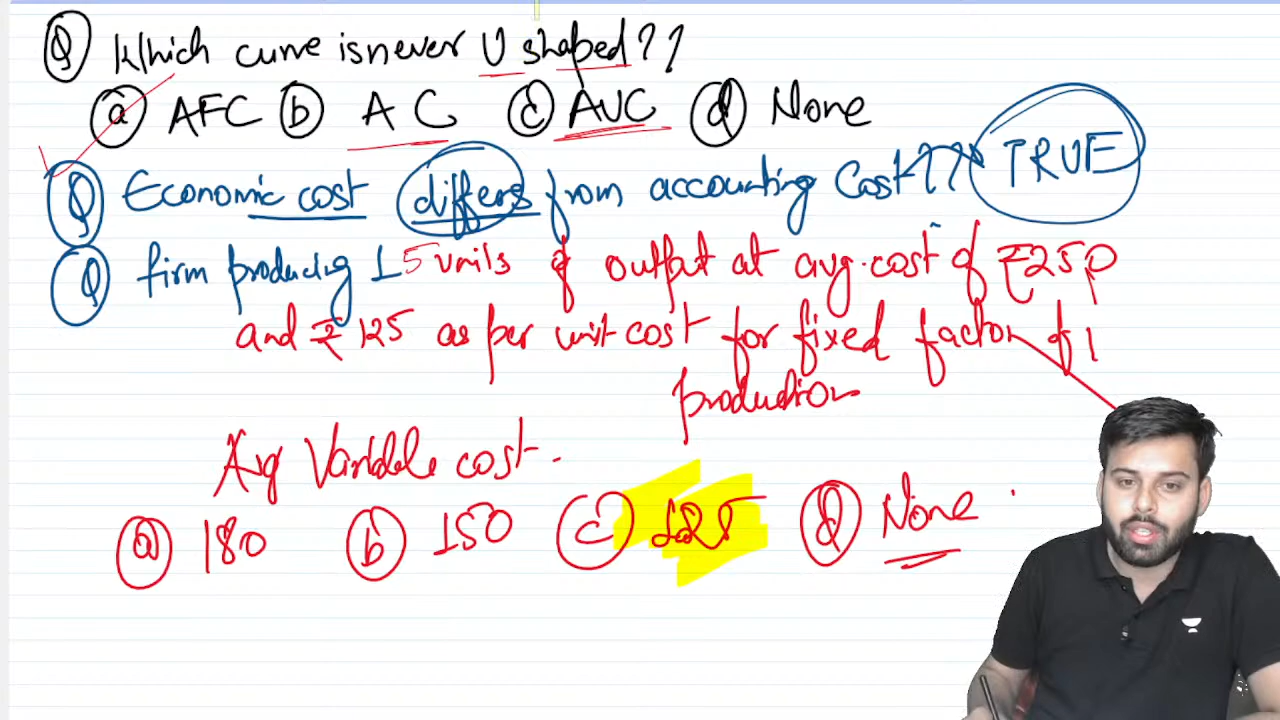 Q Which curve is never U shaped??
a AFC b AC c AVC d None
Q Economic cost differs from accounting Cost?? TRUE
Q firm producing 15 units of output at avg. cost of ₹250
and ₹125 as per unit cost for fixed factor of
production
Avg Variable cost.
a 180 b 150 c 125 d None